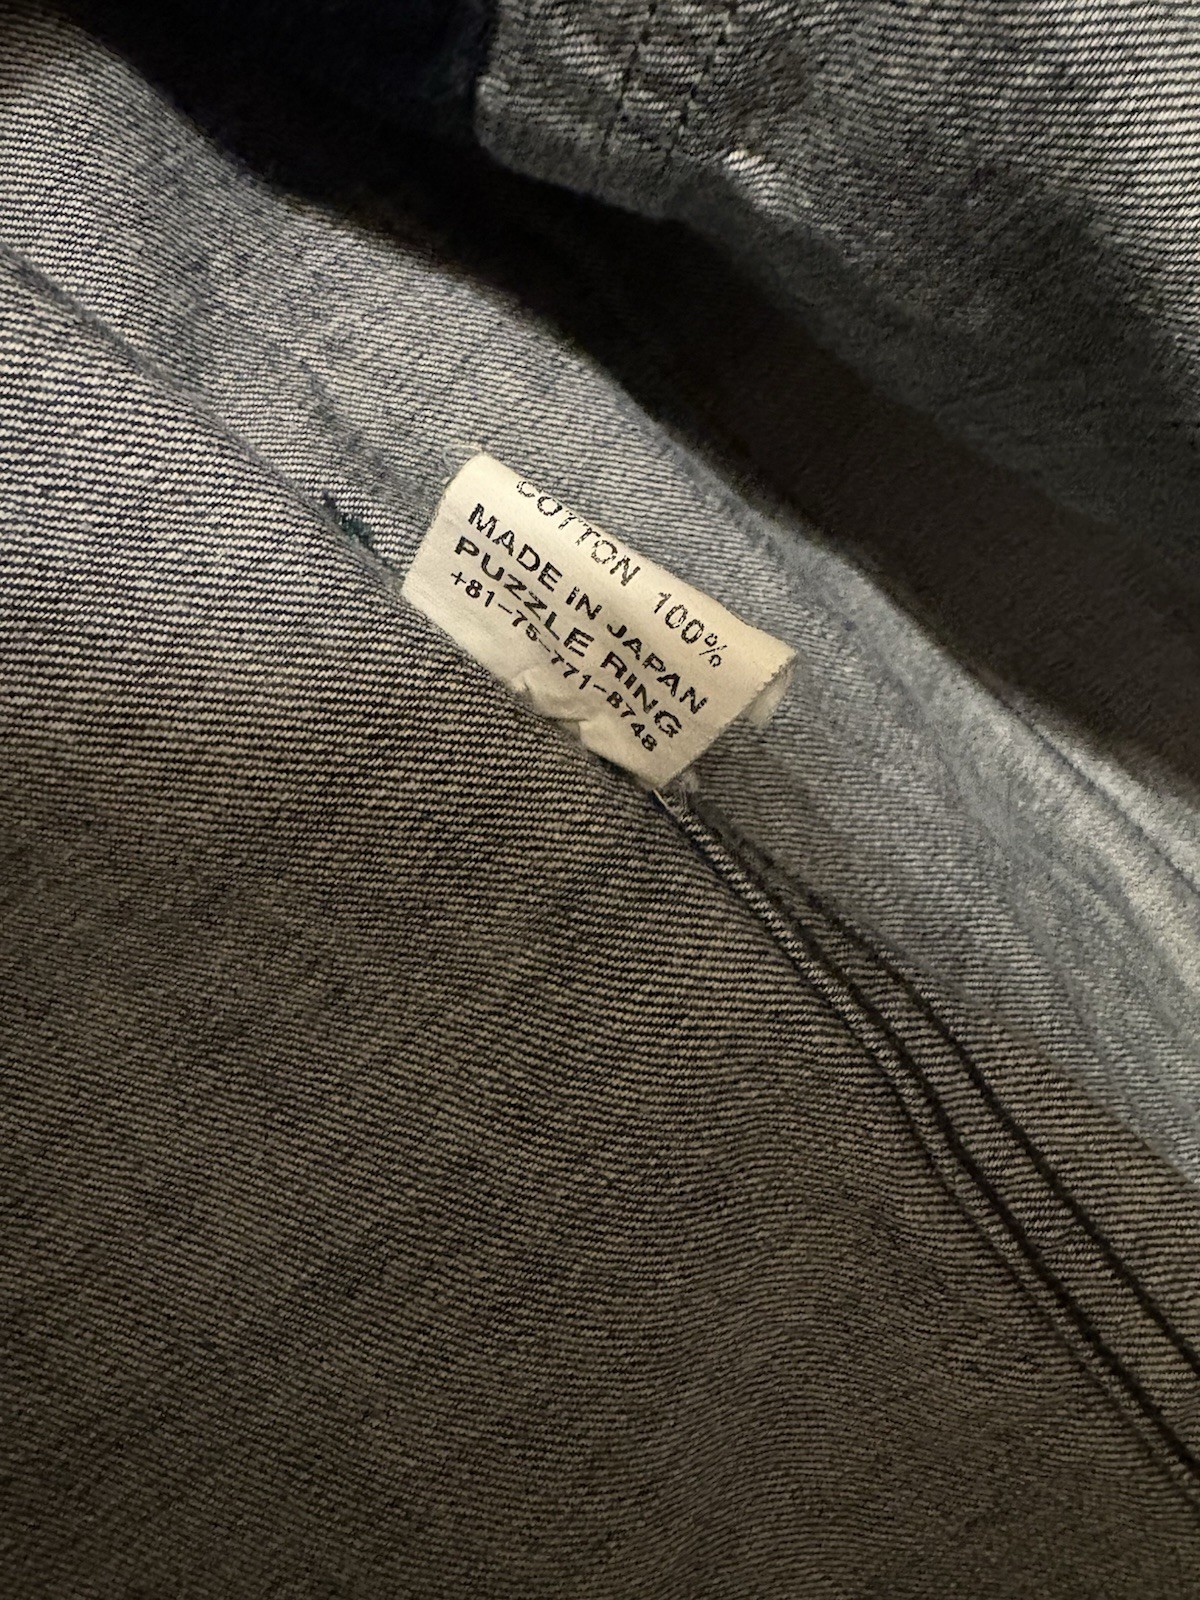 COTTON 100%
MADE IN JAPAN
PUZZLE RING
+81-75-771-8748